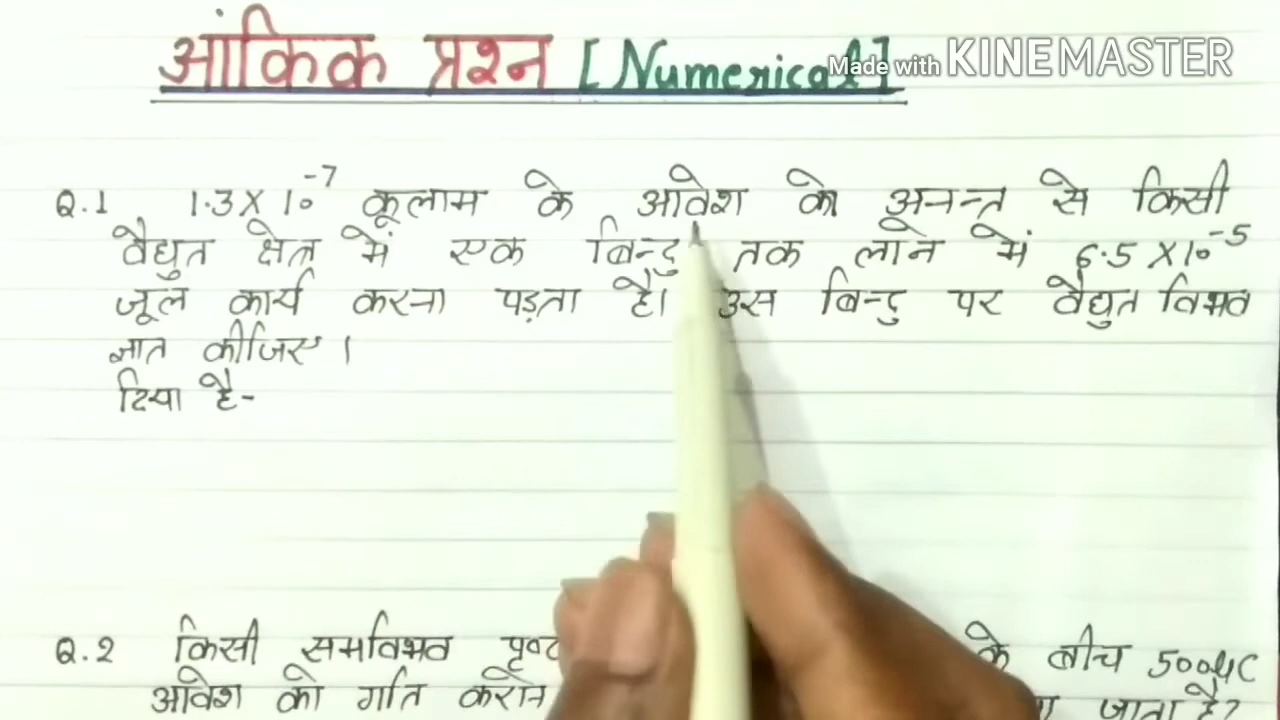 आंकिक प्रश्न [Numerical]
Made with KINEMASTER
Q.1 1.3 X 10⁻⁷ कूलाम के आवेश को अनन्त से किसी
वैद्युत क्षेत्र में एक बिन्दु तक लाने में 6.5 X 10⁻⁵
जूल कार्य करना पड़ता है। उस बिन्दु पर वैद्युत विभव
ज्ञात कीजिए।
दिया है-
Q.2 किसी समविभव के बीच 500μC
आवेश को गति कराने जाता है?